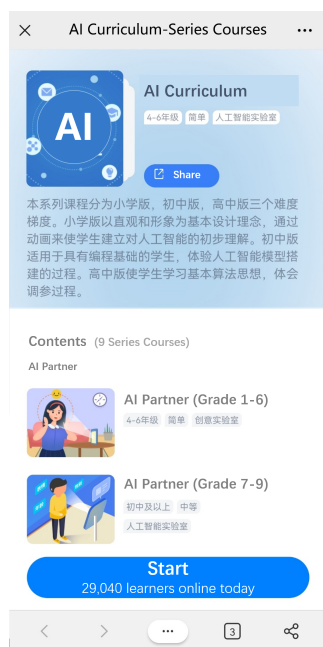 AI Curriculum-Series Courses
AI
AI Curriculum
4-6年级 简单 人工智能实验室
Share
本系列课程分为小学版，初中版，高中版三个难度
梯度。小学版以直观和形象为基本设计理念，通过
动画来使学生建立对人工智能的初步理解。初中版
适用于具有编程基础的学生，体验人工智能模型搭
建的过程。高中版使学生学习基本算法思想，体会
调参过程。
Contents (9 Series Courses)
AI Partner
AI Partner (Grade 1-6)
4-6年级 简单 创意实验室
AI Partner (Grade 7-9)
初中及以上 中等
人工智能实验室
Start
29,040 learners online today
3